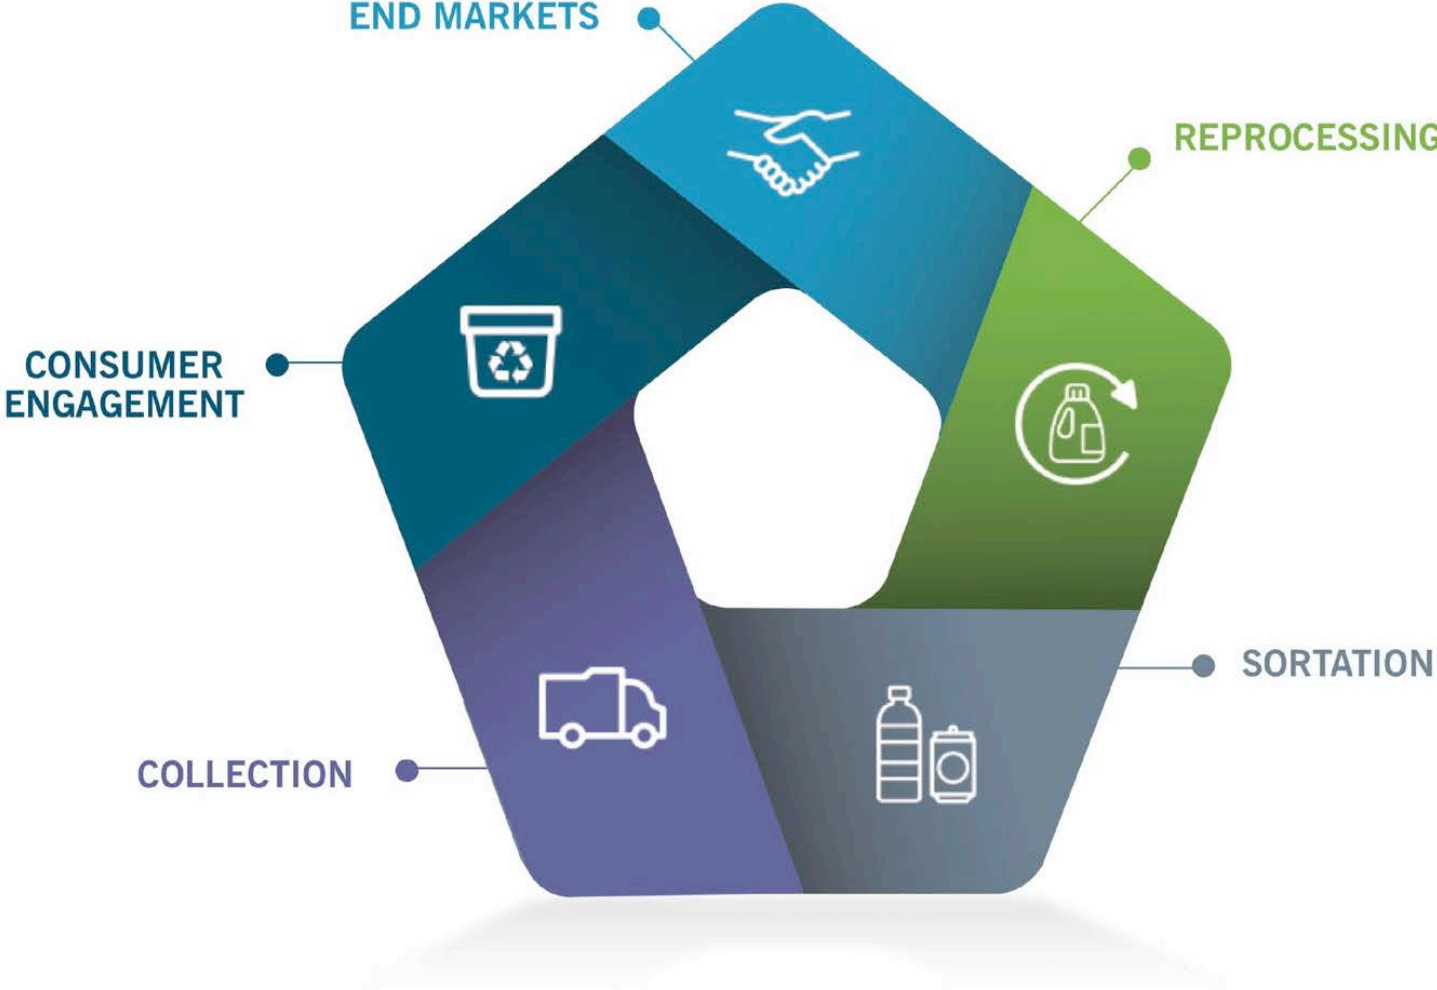 END MARKETS
REPROCESSING
CONSUMER
ENGAGEMENT
SORTATION
COLLECTION